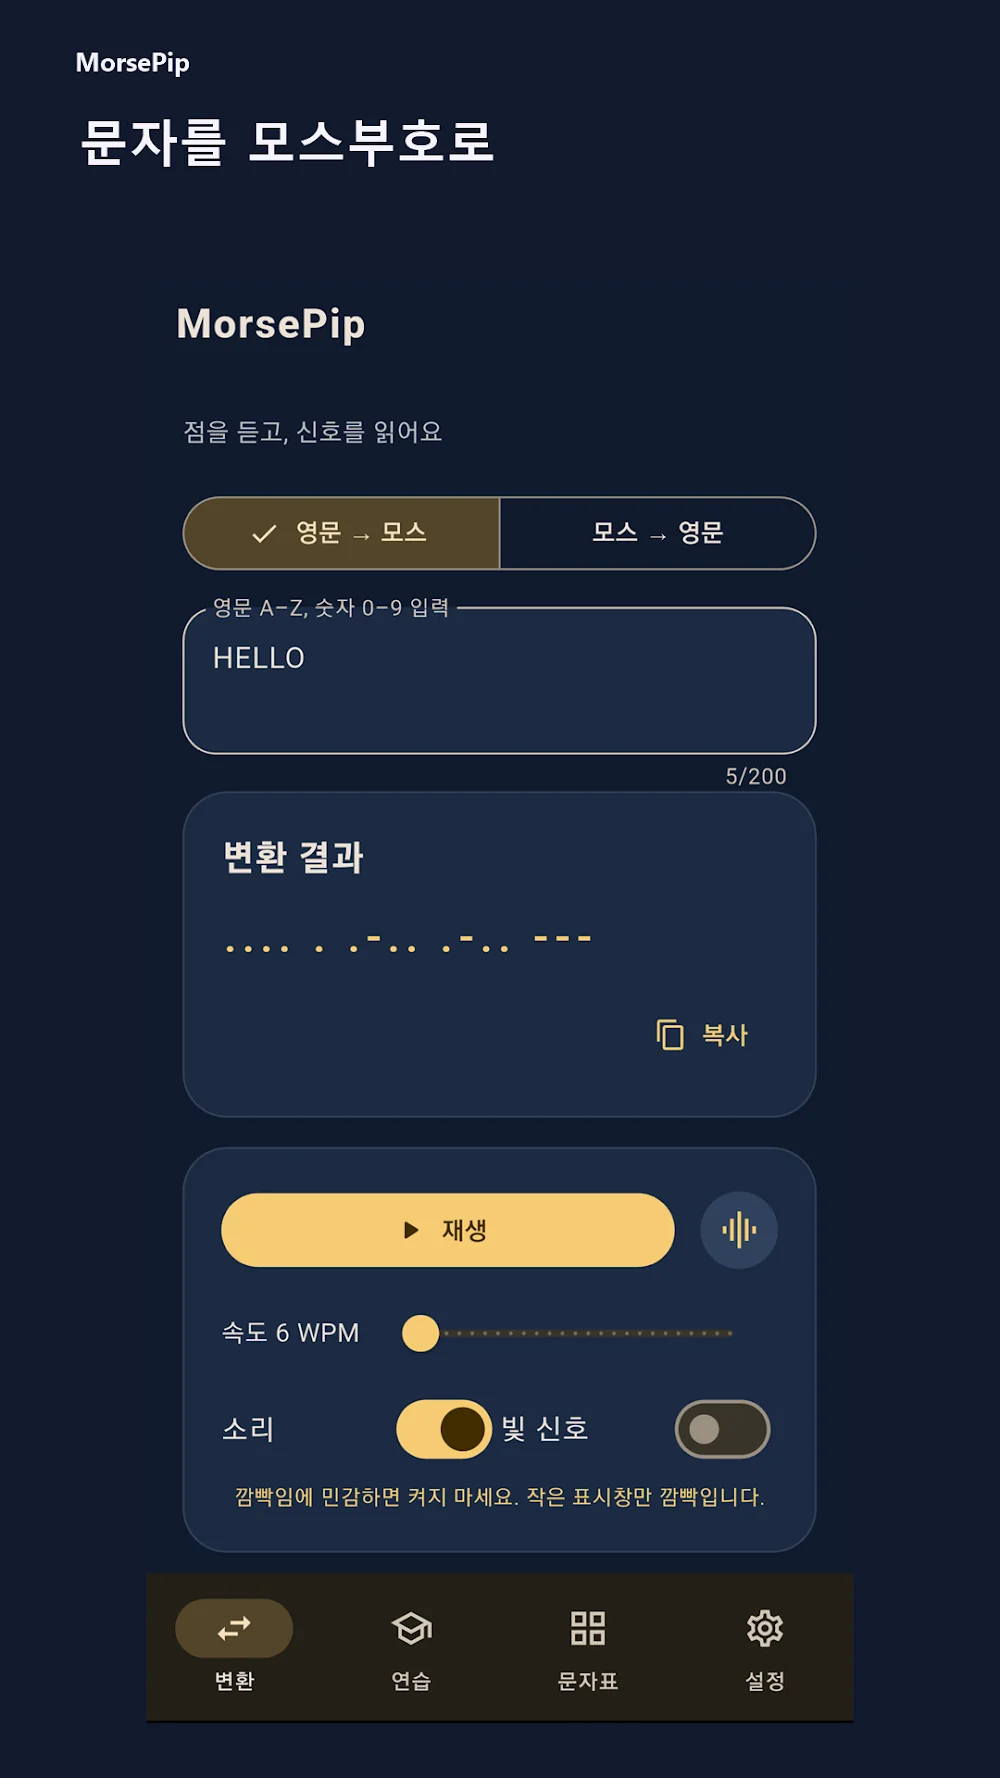 MorsePip
문자를 모스부호로
MorsePip
점을 듣고, 신호를 읽어요
영문 → 모스
모스 → 영문
영문 A–Z, 숫자 0–9 입력
HELLO
5/200
변환 결과
.... . .-.. .-.. ---
복사
재생
속도 6 WPM
소리
빛 신호
깜빡임에 민감하면 켜지 마세요. 작은 표시창만 깜빡입니다.
변환
연습
문자표
설정